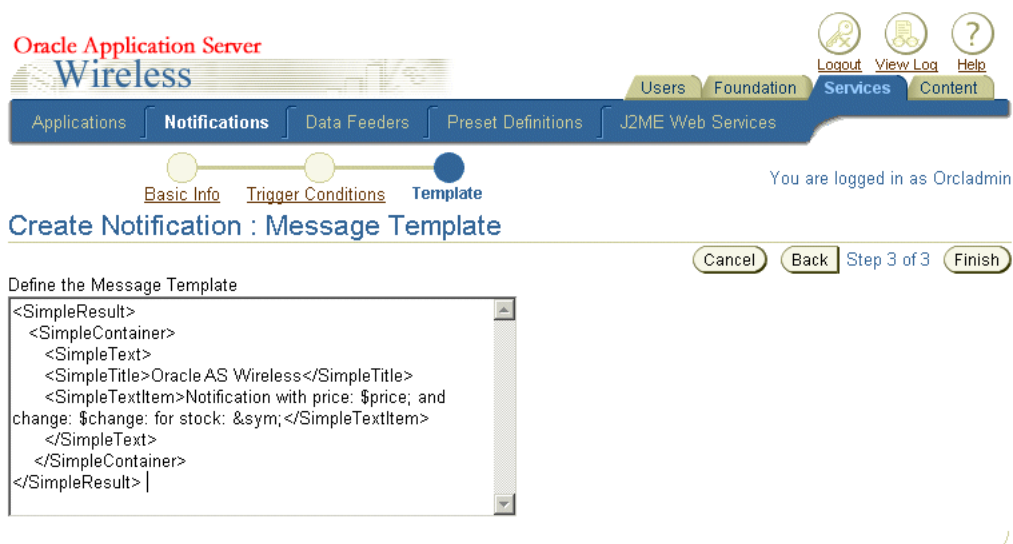 Oracle Application Server
Wireless
?
Logout View Log Help
Users Foundation Services Content
Applications Notifications Data Feeders Preset Definitions J2ME Web Services
Basic Info Trigger Conditions Template
You are logged in as Orcladmin
Create Notification : Message Template
Cancel Back Step 3 of 3 Finish
Define the Message Template
<SimpleResult>
<SimpleContainer>
<SimpleText>
<SimpleTitle>Oracle AS Wireless</SimpleTitle>
<SimpleTextItem>Notification with price: $price; and
change: $change: for stock: &sym;</SimpleTextItem>
</SimpleText>
</SimpleContainer>
</SimpleResult>